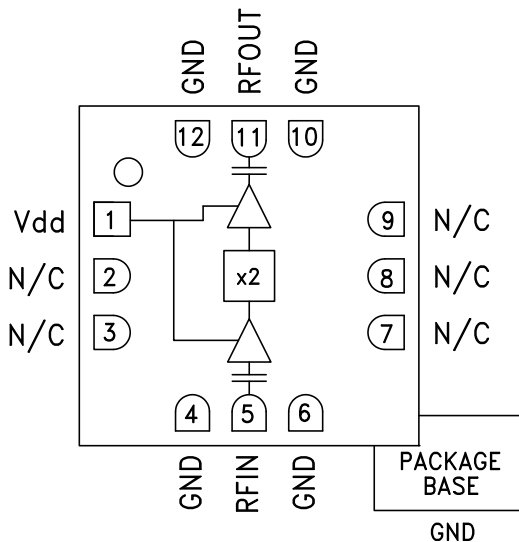 GND
RFOUT
GND
12
11
10
Vdd
1
9
N/C
N/C
2
x2
8
N/C
N/C
3
7
N/C
4
5
6
GND
RFIN
GND
PACKAGE
BASE
GND